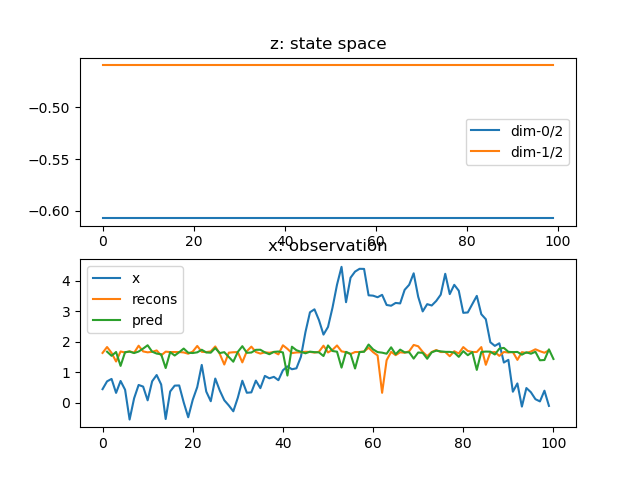 z: state space
−0.50
−0.55
−0.60
dim-0/2
dim-1/2
0 20 40 60 80 100
x: observation
4
3
2
1
0
x
recons
pred
0 20 40 60 80 100